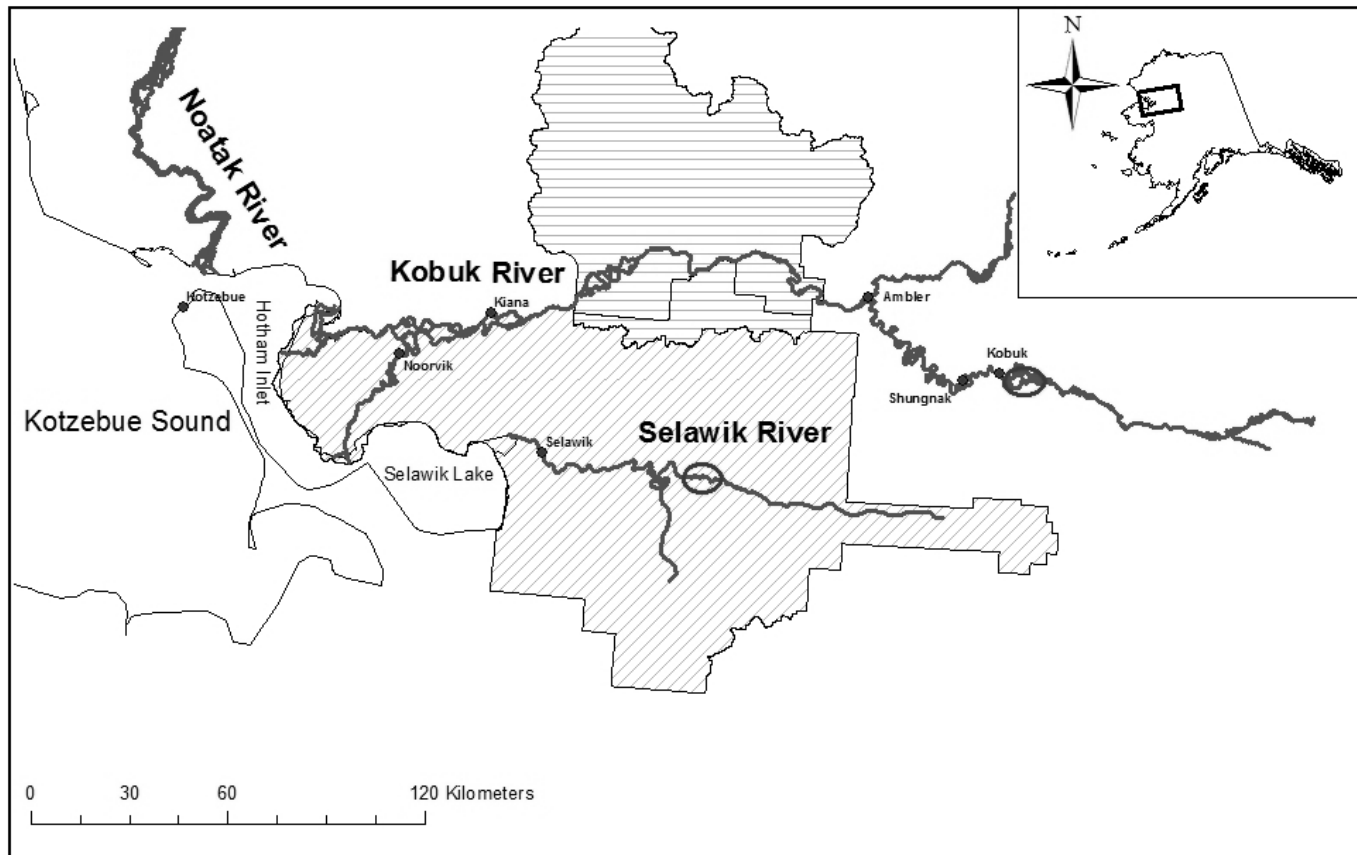 N
Noatak River
Kobuk River
Kotzebue
Kiana
Ambler
Hotham Inlet
Noorvik
Kobuk
Shungnak
Kotzebue Sound
Selawik River
Selawik
Selawik Lake
0 30 60 120 Kilometers